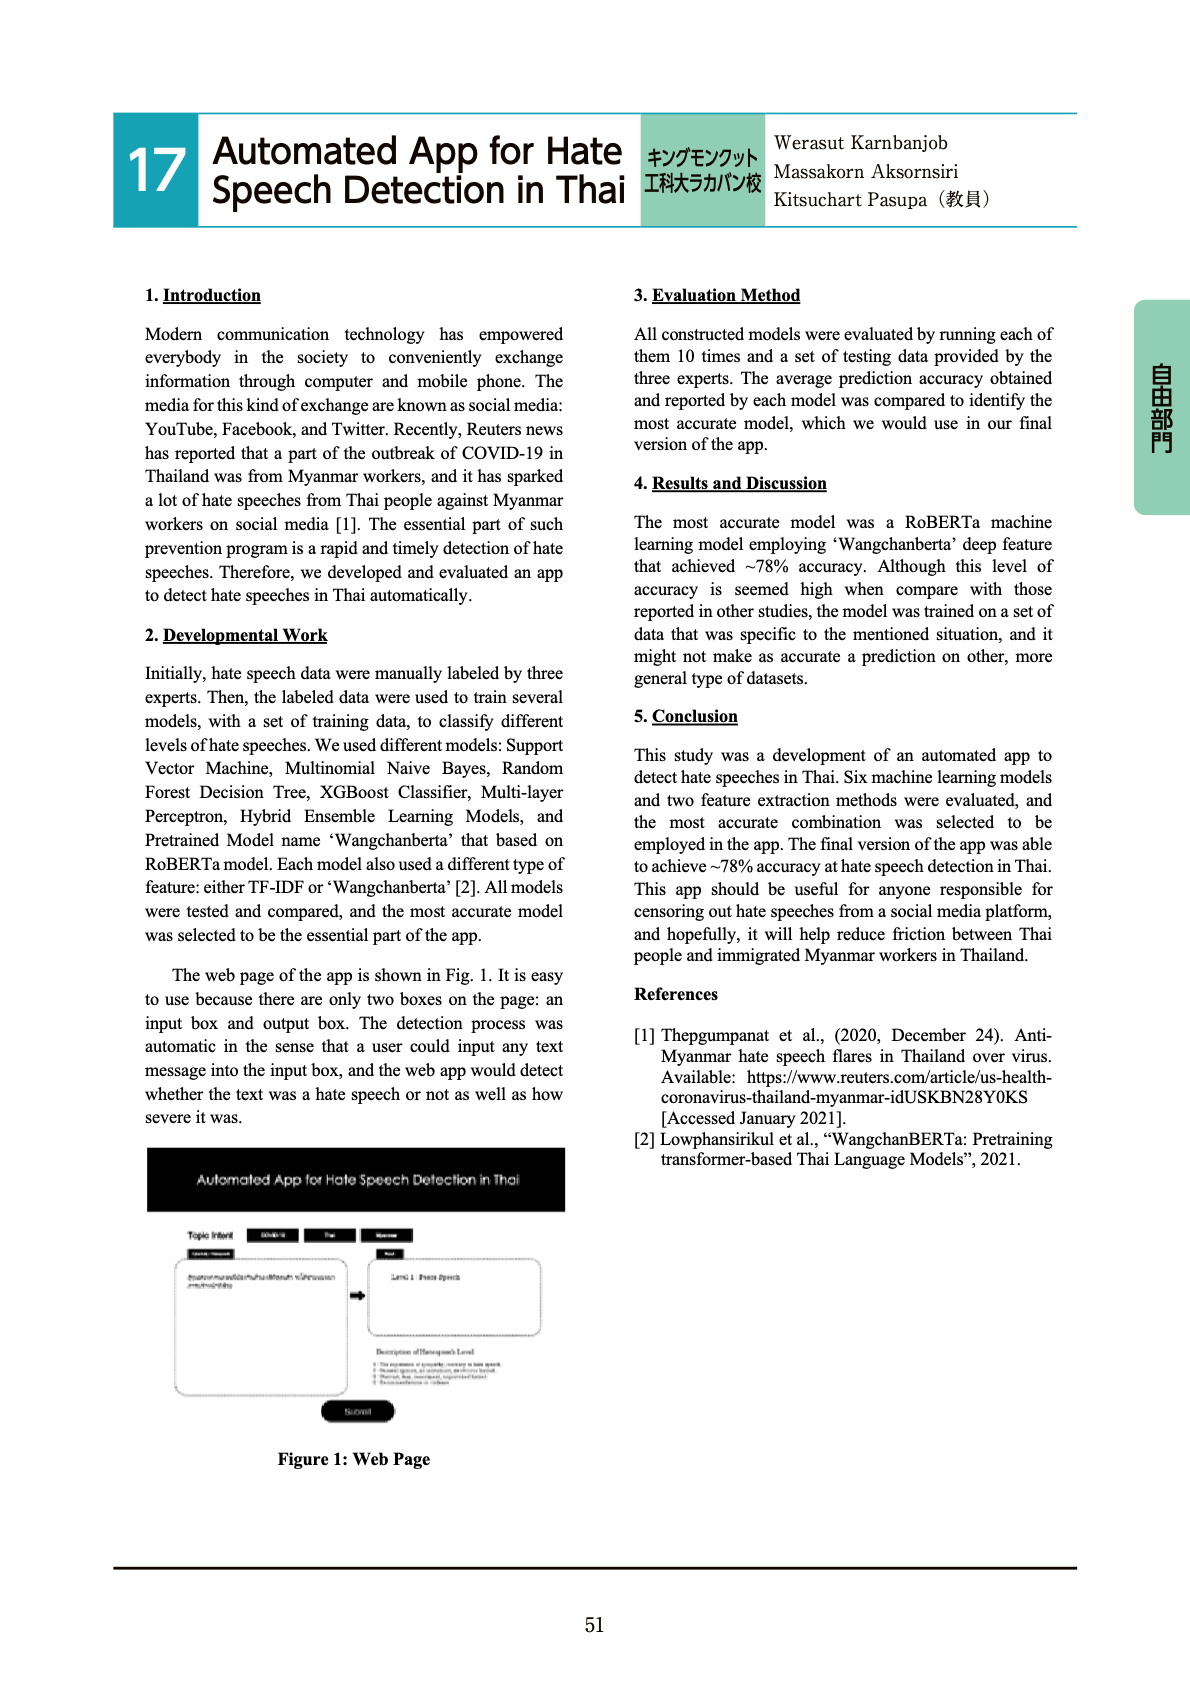 17
Automated App for Hate
Speech Detection in Thai
キングモンクット
工科大ラカバン校
Werasut Karnbanjob
Massakorn Aksornsiri
Kitsuchart Pasupa（教員）
自由部門
1. Introduction
Modern communication technology has empowered
everybody in the society to conveniently exchange
information through computer and mobile phone. The
media for this kind of exchange are known as social media:
YouTube, Facebook, and Twitter. Recently, Reuters news
has reported that a part of the outbreak of COVID-19 in
Thailand was from Myanmar workers, and it has sparked
a lot of hate speeches from Thai people against Myanmar
workers on social media [1]. The essential part of such
prevention program is a rapid and timely detection of hate
speeches. Therefore, we developed and evaluated an app
to detect hate speeches in Thai automatically.
2. Developmental Work
Initially, hate speech data were manually labeled by three
experts. Then, the labeled data were used to train several
models, with a set of training data, to classify different
levels of hate speeches. We used different models: Support
Vector Machine, Multinomial Naive Bayes, Random
Forest Decision Tree, XGBoost Classifier, Multi-layer
Perceptron, Hybrid Ensemble Learning Models, and
Pretrained Model name ‘Wangchanberta’ that based on
RoBERTa model. Each model also used a different type of
feature: either TF-IDF or ‘Wangchanberta’ [2]. All models
were tested and compared, and the most accurate model
was selected to be the essential part of the app.
The web page of the app is shown in Fig. 1. It is easy
to use because there are only two boxes on the page: an
input box and output box. The detection process was
automatic in the sense that a user could input any text
message into the input box, and the web app would detect
whether the text was a hate speech or not as well as how
severe it was.
Automated App for Hate Speech Detection in Thai
Topic Intent
COVID-19
Thai
Myanmar
Level 1 : Peace Speech
Description of Hatespeech Level
Submit
Figure 1: Web Page
3. Evaluation Method
All constructed models were evaluated by running each of
them 10 times and a set of testing data provided by the
three experts. The average prediction accuracy obtained
and reported by each model was compared to identify the
most accurate model, which we would use in our final
version of the app.
4. Results and Discussion
The most accurate model was a RoBERTa machine
learning model employing ‘Wangchanberta’ deep feature
that achieved ~78% accuracy. Although this level of
accuracy is seemed high when compare with those
reported in other studies, the model was trained on a set of
data that was specific to the mentioned situation, and it
might not make as accurate a prediction on other, more
general type of datasets.
5. Conclusion
This study was a development of an automated app to
detect hate speeches in Thai. Six machine learning models
and two feature extraction methods were evaluated, and
the most accurate combination was selected to be
employed in the app. The final version of the app was able
to achieve ~78% accuracy at hate speech detection in Thai.
This app should be useful for anyone responsible for
censoring out hate speeches from a social media platform,
and hopefully, it will help reduce friction between Thai
people and immigrated Myanmar workers in Thailand.
References
[1] Thepgumpanat et al., (2020, December 24). Anti-
Myanmar hate speech flares in Thailand over virus.
Available: https://www.reuters.com/article/us-health-
coronavirus-thailand-myanmar-idUSKBN28Y0KS
[Accessed January 2021].
[2] Lowphansirikul et al., “WangchanBERTa: Pretraining
transformer-based Thai Language Models”, 2021.
51